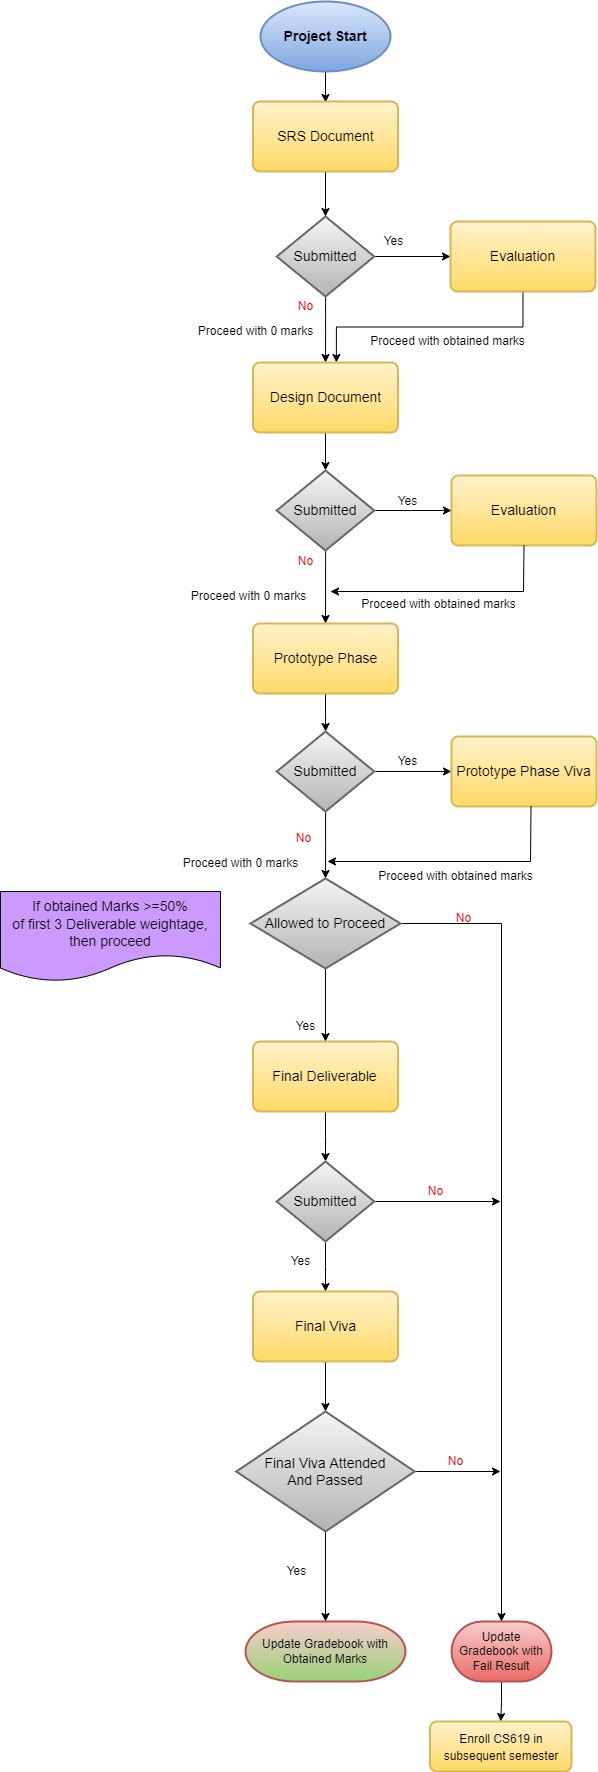 Project Start
SRS Document
Submitted
Yes
Evaluation
No
Proceed with 0 marks
Proceed with obtained marks
Design Document
Submitted
Yes
Evaluation
No
Proceed with 0 marks
Proceed with obtained marks
Prototype Phase
Submitted
Yes
Prototype Phase Viva
No
Proceed with 0 marks
Proceed with obtained marks
If obtained Marks >=50%
of first 3 Deliverable weightage,
then proceed
Allowed to Proceed
No
Yes
Final Deliverable
Submitted
No
Yes
Final Viva
Final Viva Attended
And Passed
No
Yes
Update Gradebook with
Obtained Marks
Update
Gradebook with
Fail Result
Enroll CS619 in
subsequent semester